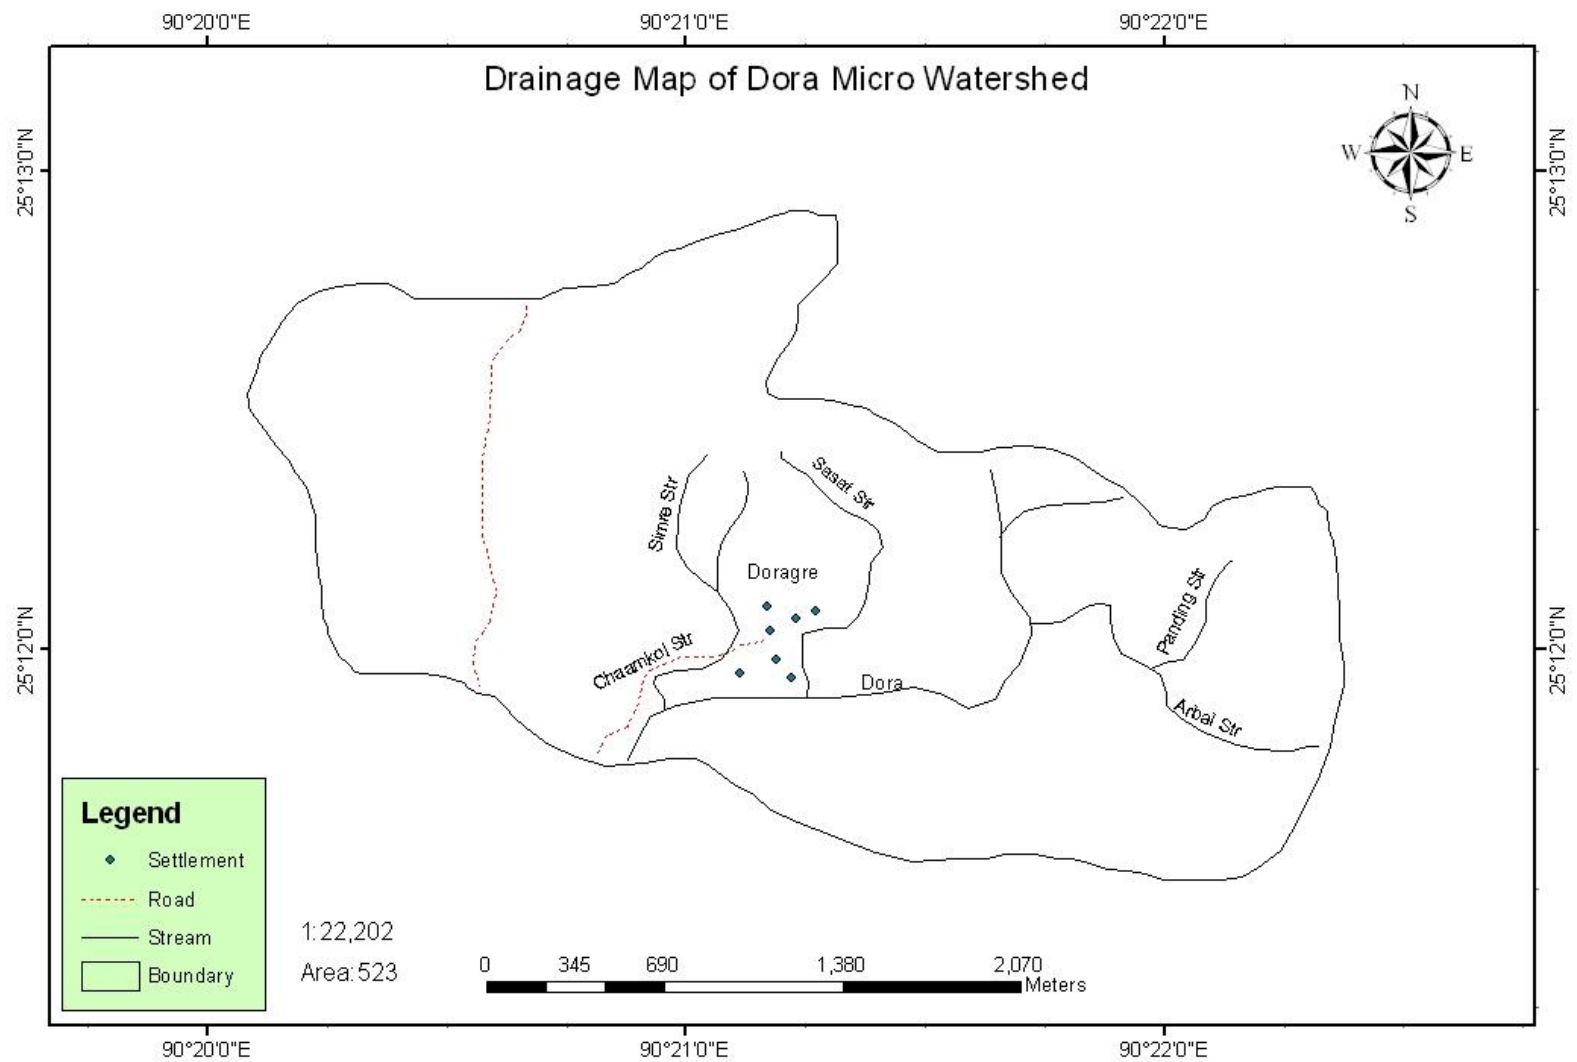 90°20'0"E 90°21'0"E 90°22'0"E
Drainage Map of Dora Micro Watershed
N
W E
S
25°13'0"N 25°13'0"N
Sasat Str
Simre Str
Doragre
Panding Str
25°12'0"N 25°12'0"N
Chaamkol Str
Dora
Arbai Str
Legend
Settlement
Road
Stream
Boundary
1:22,202
Area:523
0 345 690 1,380 2,070
Meters
90°20'0"E 90°21'0"E 90°22'0"E